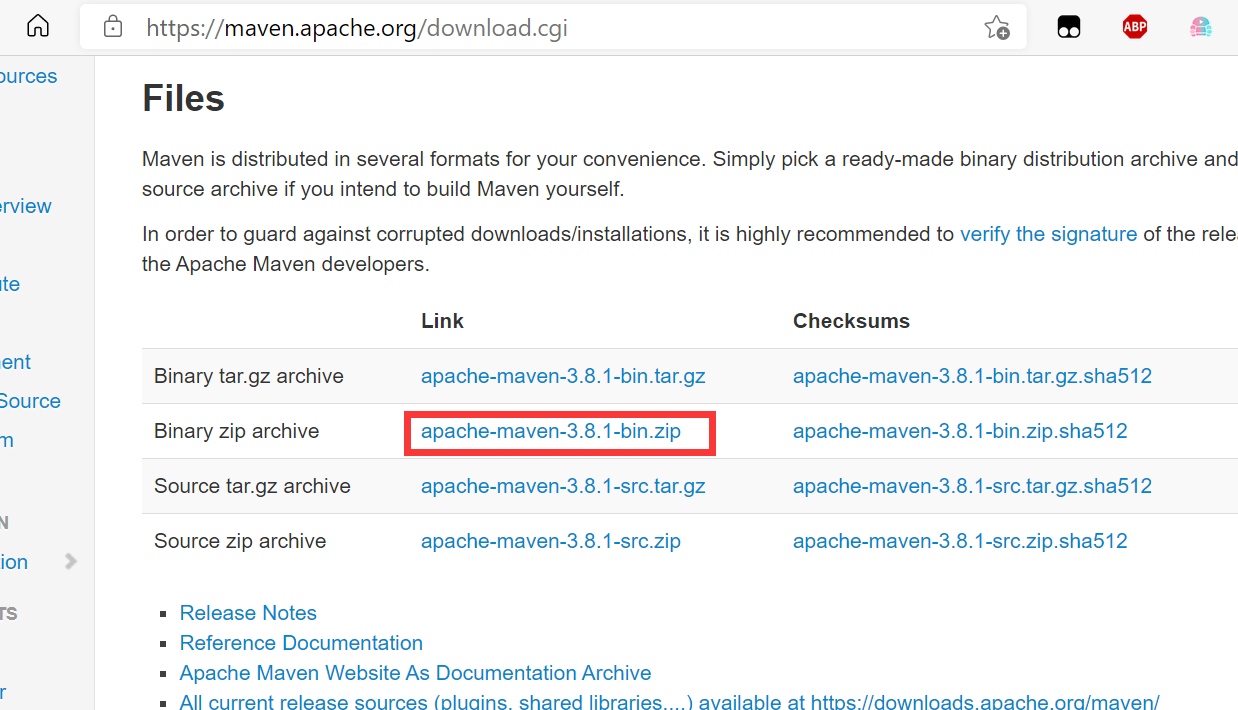 https://maven.apache.org/download.cgi
ABP
Files
Maven is distributed in several formats for your convenience. Simply pick a ready-made binary distribution archive and
source archive if you intend to build Maven yourself.
In order to guard against corrupted downloads/installations, it is highly recommended to verify the signature of the rele
the Apache Maven developers.
Link Checksums
Binary tar.gz archive apache-maven-3.8.1-bin.tar.gz apache-maven-3.8.1-bin.tar.gz.sha512
Binary zip archive apache-maven-3.8.1-bin.zip apache-maven-3.8.1-bin.zip.sha512
Source tar.gz archive apache-maven-3.8.1-src.tar.gz apache-maven-3.8.1-src.tar.gz.sha512
Source zip archive apache-maven-3.8.1-src.zip apache-maven-3.8.1-src.zip.sha512
Release Notes
Reference Documentation
Apache Maven Website As Documentation Archive
All current release sources (plugins, shared libraries,...) available at https://downloads.apache.org/maven/
ources
erview
ute
ent
Source
m
N
ion
TS
r